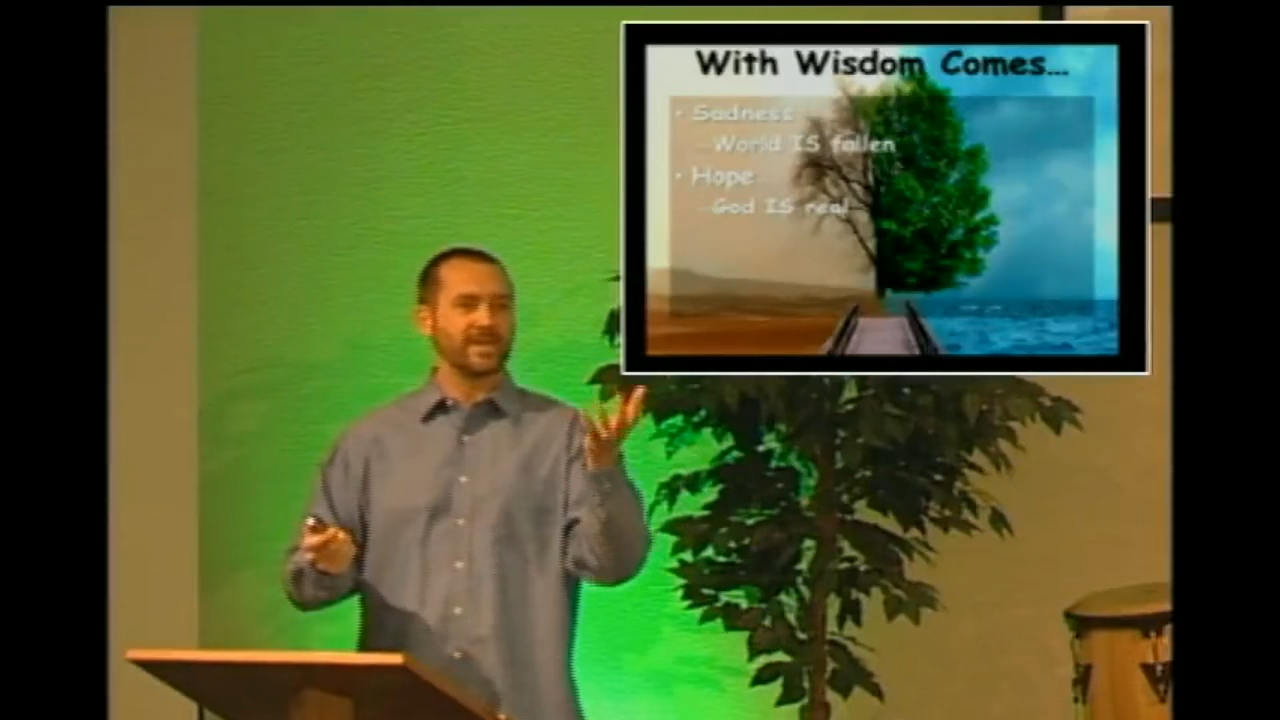 With Wisdom Comes...
• Sadness
–World IS fallen
• Hope
–God IS real